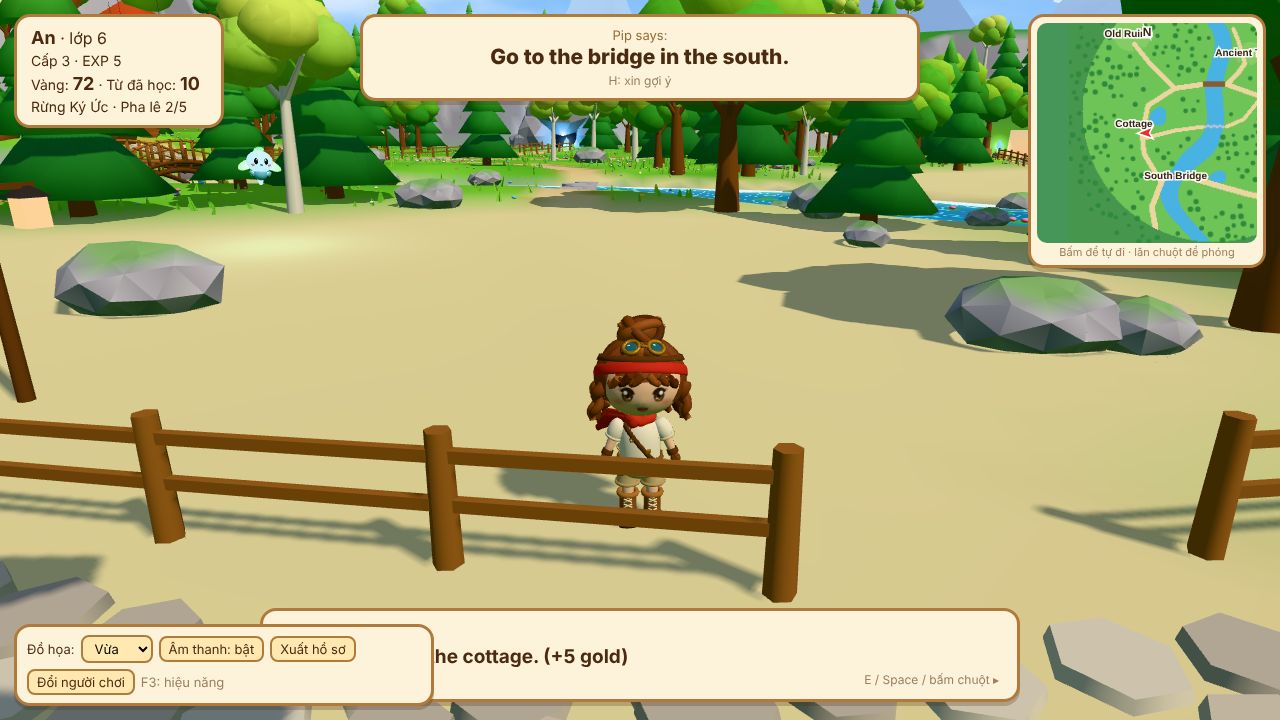 An · lớp 6
Cấp 3 · EXP 5
Vàng: 72 · Từ đã học: 10
Rừng Ký Ức · Pha lê 2/5
Pip says:
Go to the bridge in the south.
H: xin gợi ý
Old Rui
N
Ancient
Cottage
South Bridge
Bấm để tự đi · lăn chuột để phóng
he cottage. (+5 gold)
E / Space / bấm chuột ▸
Đồ họa: Vừa Âm thanh: bật Xuất hồ sơ
Đổi người chơi F3: hiệu năng